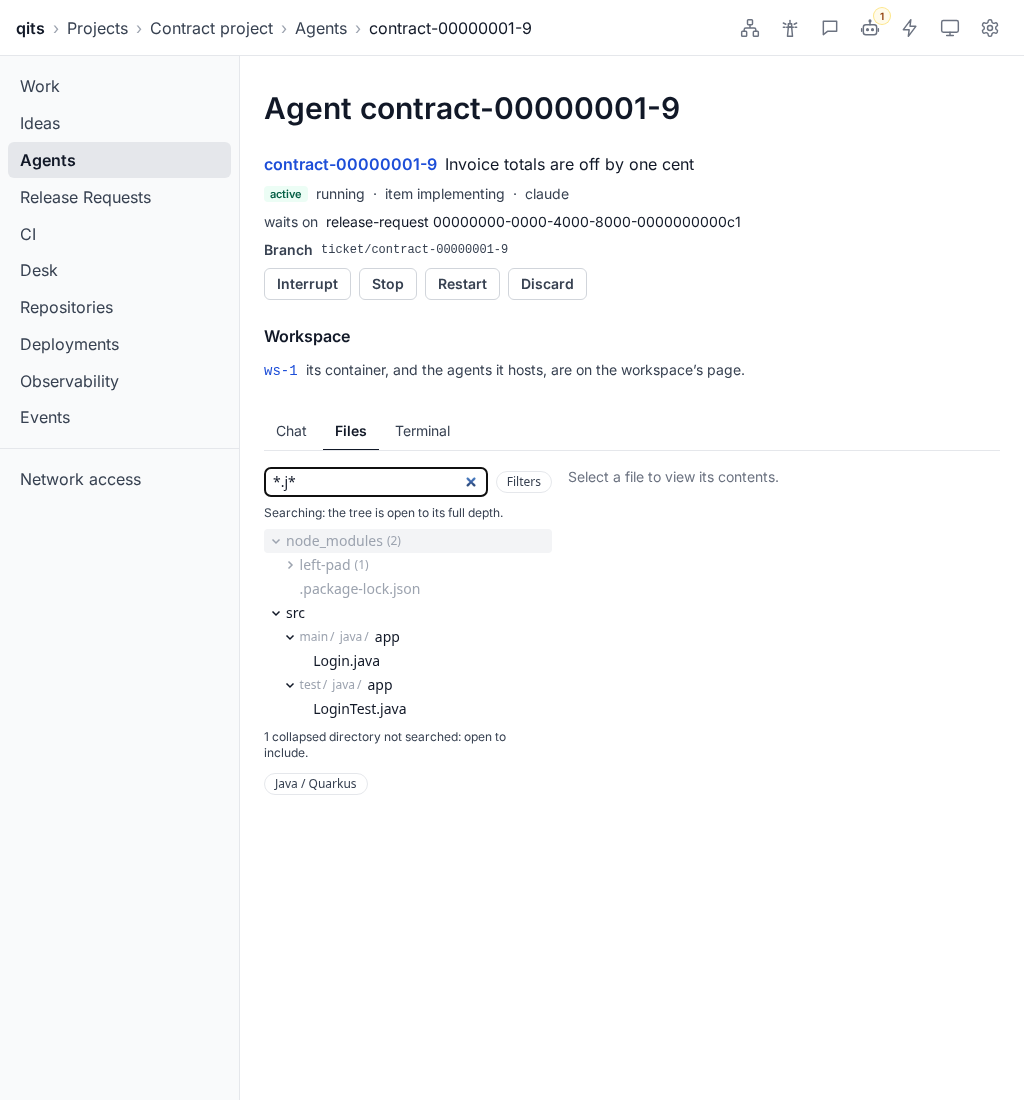 qits › Projects › Contract project › Agents › contract-00000001-9
1
Work
Ideas
Agents
Release Requests
CI
Desk
Repositories
Deployments
Observability
Events
Network access
Agent contract-00000001-9
contract-00000001-9 Invoice totals are off by one cent
active running · item implementing · claude
waits on release-request 00000000-0000-4000-8000-0000000000c1
Branch ticket/contract-00000001-9
Interrupt Stop Restart Discard
Workspace
ws-1 its container, and the agents it hosts, are on the workspace’s page.
Chat Files Terminal
*.j* Filters
Searching: the tree is open to its full depth.
node_modules (2)
left-pad (1)
.package-lock.json
src
main/ java/ app
Login.java
test/ java/ app
LoginTest.java
1 collapsed directory not searched: open to
include.
Java / Quarkus
Select a file to view its contents.